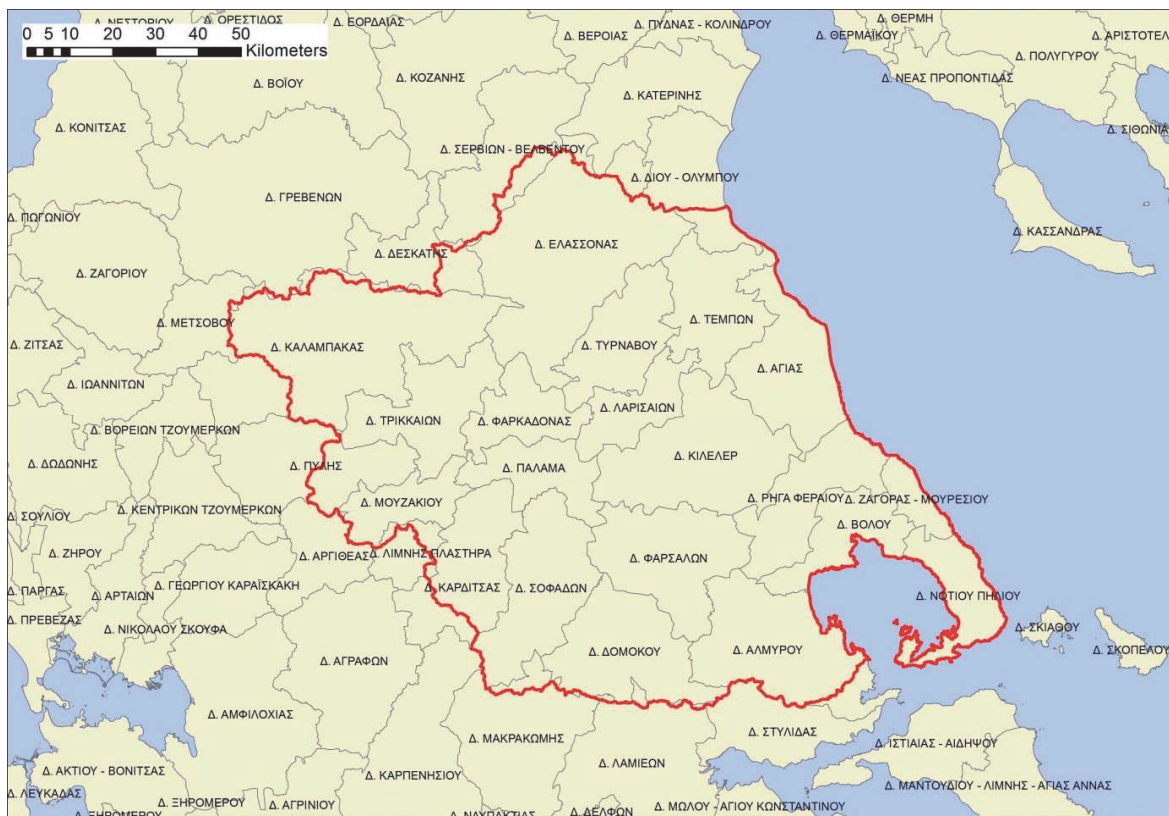 Δ. ΝΕΣΤΟΡΙΟΥ
Δ. ΟΡΕΣΤΙΔΟΣ
Δ. ΕΟΡΔΑΙΑΣ
Δ. ΒΕΡΟΙΑΣ
Δ. ΠΥΔΝΑΣ - ΚΟΛΙΝΔΡΟΥ
Δ. ΘΕΡΜΗ
Δ. ΘΕΡΜΑΪΚΟΥ
Δ. ΑΡΙΣΤΟΤΕΛ
0 5 10 20 30 40 50
Kilometers
Δ. ΠΟΛΥΓΥΡΟΥ
Δ. ΒΟΪΟΥ
Δ. ΚΟΖΑΝΗΣ
Δ. ΝΕΑΣ ΠΡΟΠΟΝΤΙΔΑΣ
Δ. ΚΑΤΕΡΙΝΗΣ
Δ. ΚΟΝΙΤΣΑΣ
Δ. ΣΙΘΩΝΙΑ
Δ. ΣΕΡΒΙΩΝ - ΒΕΛΒΕΝΤΟΥ
Δ. ΔΙΟΥ - ΟΛΥΜΠΟΥ
Δ. ΓΡΕΒΕΝΩΝ
Δ. ΠΩΓΩΝΙΟΥ
Δ. ΚΑΣΣΑΝΔΡΑΣ
Δ. ΕΛΑΣΣΟΝΑΣ
Δ. ΔΕΣΚΑΤΗΣ
Δ. ΖΑΓΟΡΙΟΥ
Δ. ΜΕΤΣΟΒΟΥ
Δ. ΤΕΜΠΩΝ
Δ. ΖΙΤΣΑΣ
Δ. ΚΑΛΑΜΠΑΚΑΣ
Δ. ΤΥΡΝΑΒΟΥ
Δ. ΑΓΙΑΣ
Δ. ΙΩΑΝΝΙΤΩΝ
Δ. ΛΑΡΙΣΑΙΩΝ
Δ. ΤΡΙΚΚΑΙΩΝ
Δ. ΦΑΡΚΑΔΟΝΑΣ
Δ. ΒΟΡΕΙΩΝ ΤΖΟΥΜΕΡΚΩΝ
Δ. ΚΙΛΕΛΕΡ
Δ. ΔΩΔΩΝΗΣ
Δ. ΠΥΛΗΣ
Δ. ΠΑΛΑΜΑ
Δ. ΜΟΥΖΑΚΙΟΥ
Δ. ΡΗΓΑ ΦΕΡΑΙΟΥ
Δ. ΖΑΓΟΡΑΣ - ΜΟΥΡΕΣΙΟΥ
Δ. ΚΕΝΤΡΙΚΩΝ ΤΖΟΥΜΕΡΚΩΝ
Δ. ΣΟΥΛΙΟΥ
Δ. ΒΟΛΟΥ
Δ. ΖΗΡΟΥ
Δ. ΑΡΓΙΘΕΑΣ
Δ. ΛΙΜΝΗΣ ΠΛΑΣΤΗΡΑ
Δ. ΦΑΡΣΑΛΩΝ
Δ. ΓΕΩΡΓΙΟΥ ΚΑΡΑΪΣΚΑΚΗ
Δ. ΚΑΡΔΙΤΣΑΣ
Δ. ΣΟΦΑΔΩΝ
Δ. ΠΑΡΓΑΣ
Δ. ΑΡΤΑΙΩΝ
Δ. ΝΟΤΙΟΥ ΠΗΛΙΟΥ
Δ. ΠΡΕΒΕΖΑΣ
Δ. ΝΙΚΟΛΑΟΥ ΣΚΟΥΦΑ
Δ. ΣΚΙΑΘΟΥ
Δ. ΣΚΟΠΕΛΟΥ
Δ. ΔΟΜΟΚΟΥ
Δ. ΑΛΜΥΡΟΥ
Δ. ΑΓΡΑΦΩΝ
Δ. ΑΜΦΙΛΟΧΙΑΣ
Δ. ΣΤΥΛΙΔΑΣ
Δ. ΜΑΚΡΑΚΩΜΗΣ
Δ. ΙΣΤΙΑΙΑΣ - ΑΙΔΗΨΟΥ
Δ. ΛΑΜΙΕΩΝ
Δ. ΑΚΤΙΟΥ - ΒΟΝΙΤΣΑΣ
Δ. ΚΑΡΠΕΝΗΣΙΟΥ
Δ. ΜΑΝΤΟΥΔΙΟΥ - ΛΙΜΝΗΣ - ΑΓΙΑΣ ΑΝΝΑΣ
Δ. ΛΕΥΚΑΔΑΣ
Δ. ΞΗΡΟΜΕΡΟΥ
Δ. ΑΓΡΙΝΙΟΥ
Δ. ΜΩΛΟΥ - ΑΓΙΟΥ ΚΩΝΣΤΑΝΤΙΝΟΥ
Δ. ΔΕΛΦΩΝ
Δ. ΞΗΡΟΜΕΡΟΥ
Δ. ΝΑΥΠΑΚΤΙΑΣ